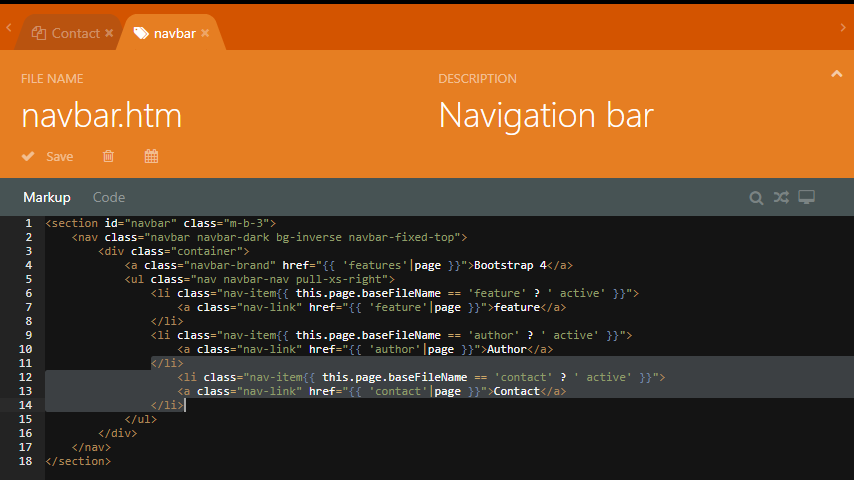 Contact × navbar ×
FILE NAME DESCRIPTION
navbar.htm Navigation bar
Save
Markup Code
1 <section id="navbar" class="m-b-3">
2 <nav class="navbar navbar-dark bg-inverse navbar-fixed-top">
3 <div class="container">
4 <a class="navbar-brand" href="{{ 'features'|page }}">Bootstrap 4</a>
5 <ul class="nav navbar-nav pull-xs-right">
6 <li class="nav-item{{ this.page.baseFileName == 'feature' ? ' active' }}">
7 <a class="nav-link" href="{{ 'feature'|page }}">feature</a>
8 </li>
9 <li class="nav-item{{ this.page.baseFileName == 'author' ? ' active' }}">
10 <a class="nav-link" href="{{ 'author'|page }}">Author</a>
11 </li>
12 <li class="nav-item{{ this.page.baseFileName == 'contact' ? ' active' }}">
13 <a class="nav-link" href="{{ 'contact'|page }}">Contact</a>
14 </li>
15 </ul>
16 </div>
17 </nav>
18 </section>